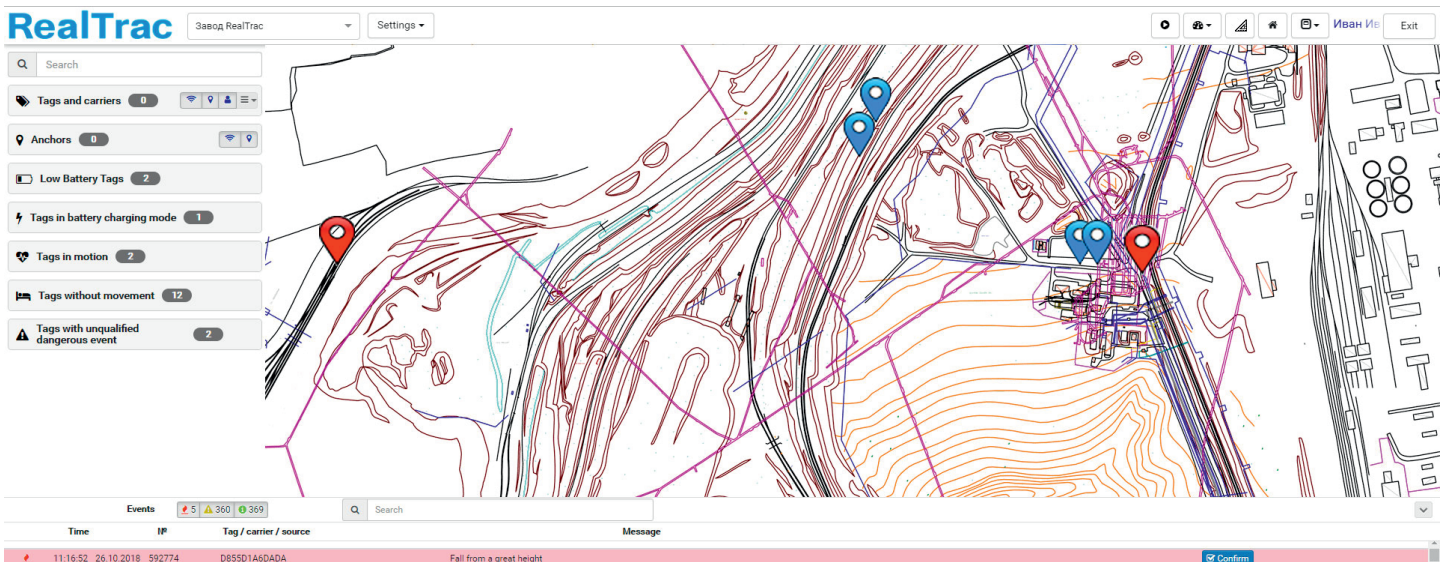 RealTrac
Завод RealTrac
Settings
Иван Ив
Exit
Search
Tags and carriers 0
Anchors 0
Low Battery Tags 2
Tags in battery charging mode 1
Tags in motion 2
Tags without movement 12
Tags with unqualified
dangerous event 2
Events 5 360 369 Search
Time № Tag / carrier / source Message
11:16:52 26.10.2018 592774 D855D1A6DADA Fall from a great height Confirm